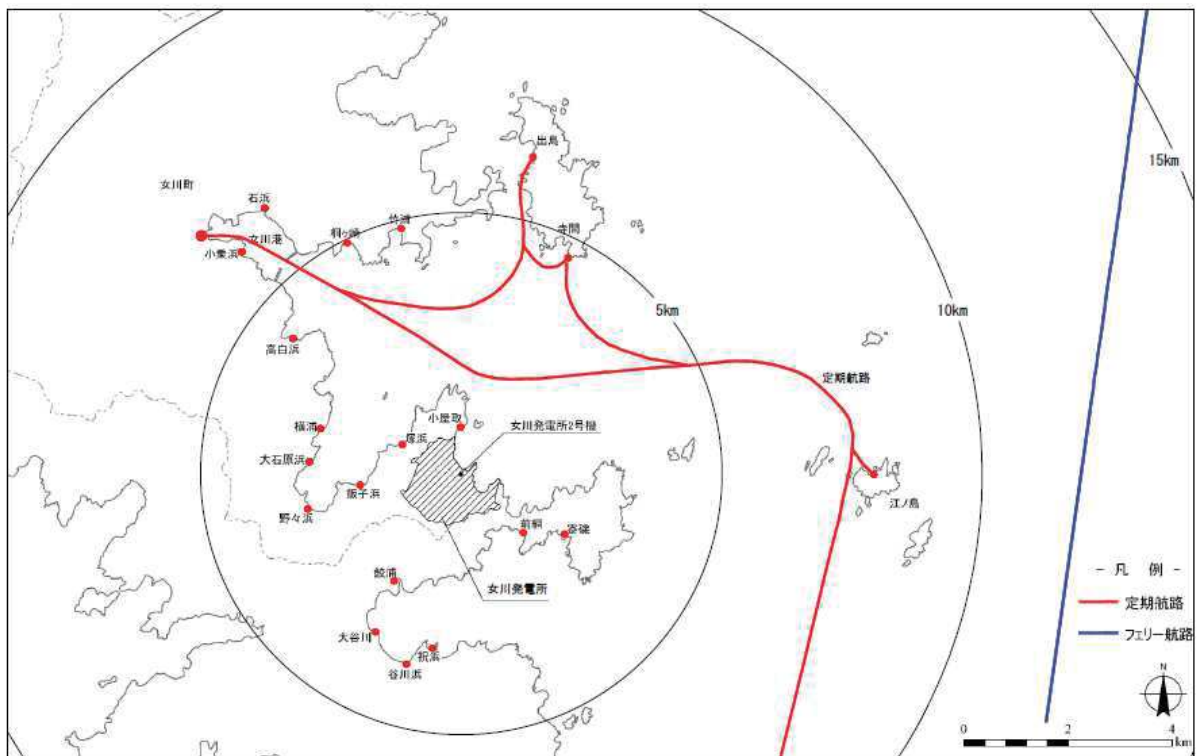 出島
15km
女川町
石浜
竹浦
寺間
女川港
桐ヶ崎
小乗浜
5km
10km
高白浜
定期航路
小屋取
女川発電所2号機
横浦
塚浜
大石原浜
飯子浜
江ノ島
野々浜
前網
寄磯
- 凡 例 -
鮫浦
女川発電所
定期航路
大谷川
フェリー航路
祝浜
谷川浜
N
0 2 4
km